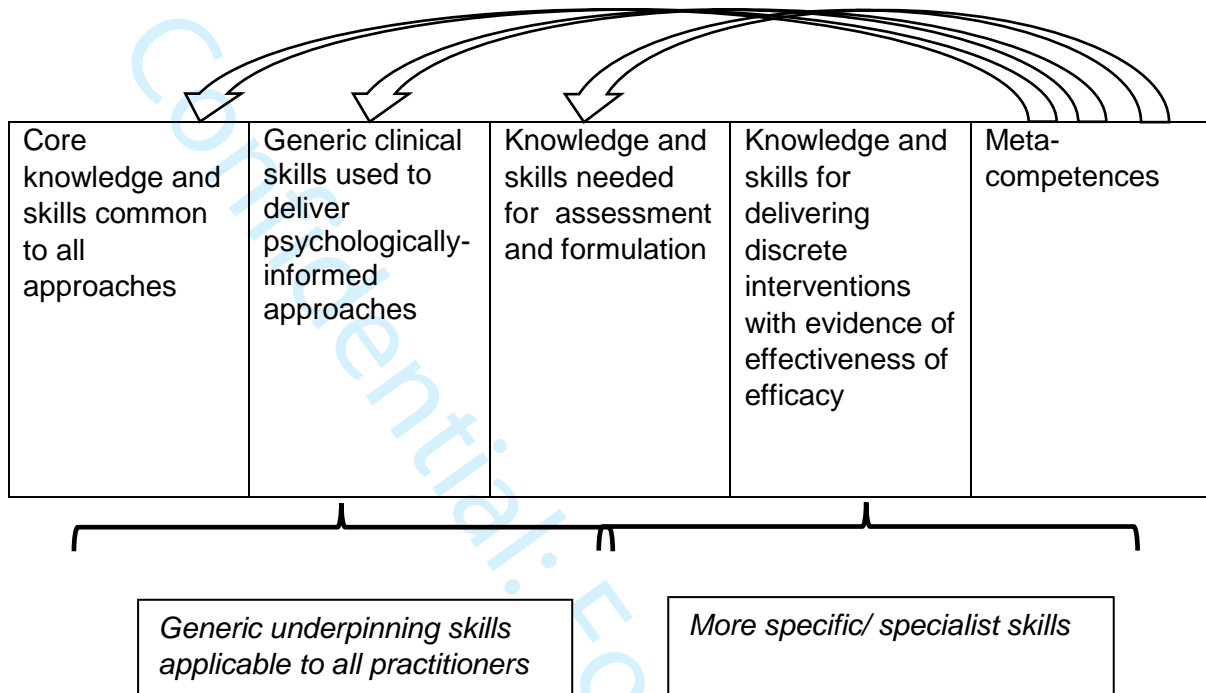 Core
knowledge and
skills common
to all
approaches
Generic clinical
skills used to
deliver
psychologically-
informed
approaches
Knowledge and
skills needed
for assessment
and formulation
Knowledge and
skills for
delivering
discrete
interventions
with evidence of
effectiveness of
efficacy
Meta-
competences
Generic underpinning skills
applicable to all practitioners
More specific/ specialist skills
Confidential: Fo